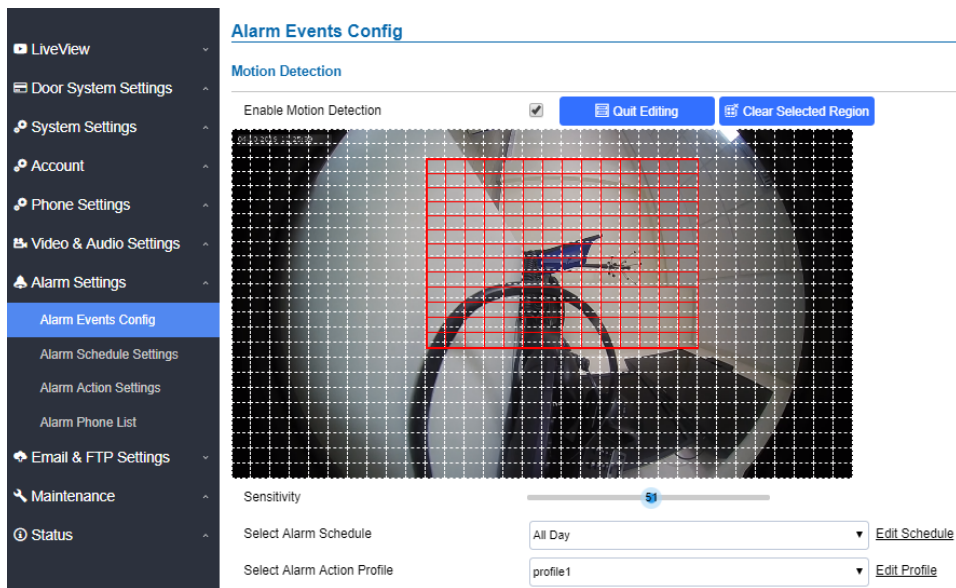 Alarm Events Config
LiveView
Door System Settings
System Settings
Account
Phone Settings
Video & Audio Settings
Alarm Settings
Alarm Events Config
Alarm Schedule Settings
Alarm Action Settings
Alarm Phone List
Email & FTP Settings
Maintenance
Status
Motion Detection
Enable Motion Detection
Quit Editing
Clear Selected Region
Sensitivity
51
Select Alarm Schedule
All Day
Edit Schedule
Select Alarm Action Profile
profile1
Edit Profile